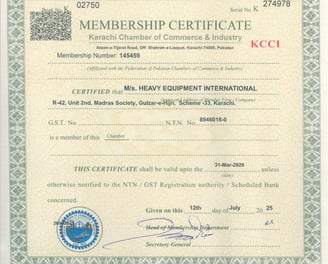 Book No. K 02750
Serial No. K 274978
MEMBERSHIP CERTIFICATE
Karachi Chamber of Commerce & Industry
Aiwan-e-Tijarat Road, Off: Shahrah-e-Liaquat, Karachi-74000, Pakistan
KCCI
Membership Number: 145455
(Affiliated with the Federation of Pakistan Chambers of Commerce & Industry)
CERTIFIED that M/s. HEAVY EQUIPMENT INTERNATIONAL
R-42, Unit 2nd, Madras Society, Gulzar-e-Hijri, Scheme -33, Karachi.
G.S.T No. N.T.N. No. 8946018-0
is a member of this Chamber
THIS CERTIFICATE shall be valid upto the 31-Mar-2026 unless
(date)
otherwise notified to the NTN / GST Registration authority / Scheduled Bank
concerned.
Given on this 12th day of July 2025
Head of Membership Department
Secretary General